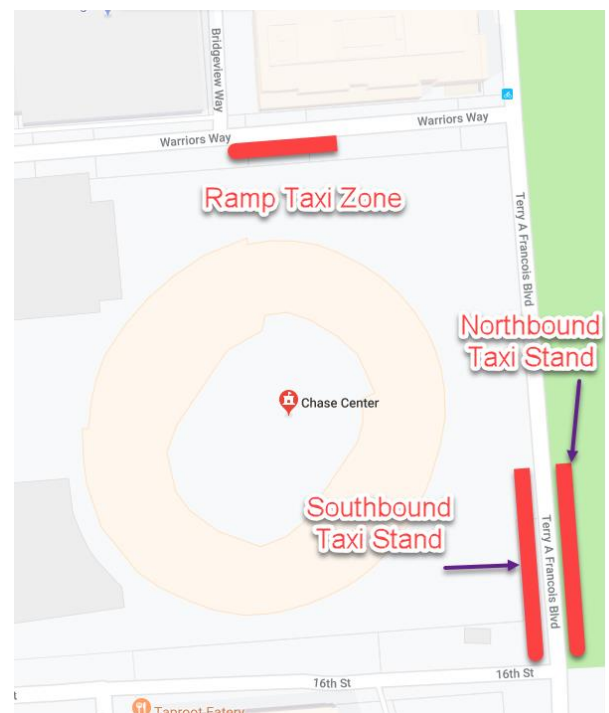 Bridgeview Way
Warriors Way
Warriors Way
Ramp Taxi Zone
Terry A Francois Blvd
Northbound
Taxi Stand
Chase Center
Southbound
Taxi Stand
Terry A Francois Blvd
16th St
16th St
Taproot Eatery